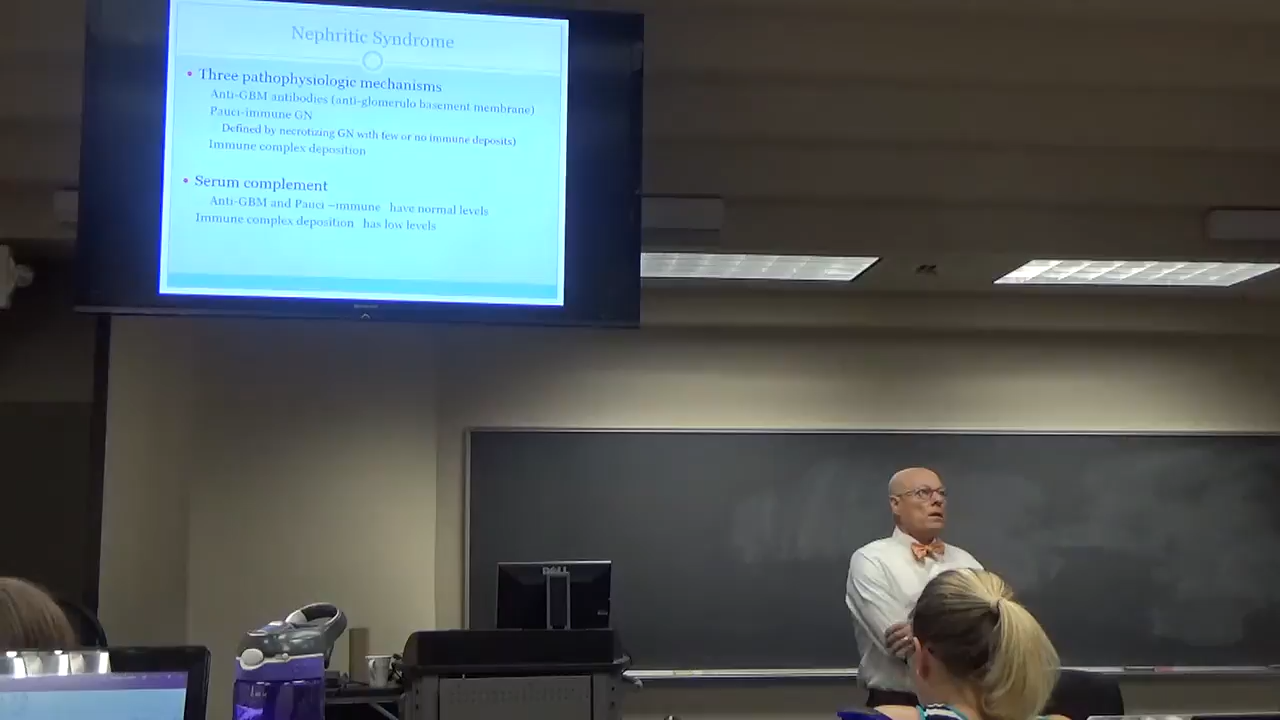 Nephritic Syndrome
Three pathophysiologic mechanisms
Anti-GBM antibodies (anti-glomerulo basement membrane)
Pauci-immune GN
Defined by necrotizing GN with few or no immune deposits)
Immune complex deposition
Serum complement
Anti-GBM and Pauci –immune have normal levels
Immune complex deposition has low levels
DELL